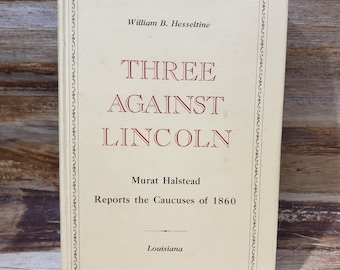 William B. Hesseltine
THREE
AGAINST
LINCOLN
Murat Halstead
Reports the Caucuses of 1860
Louisiana